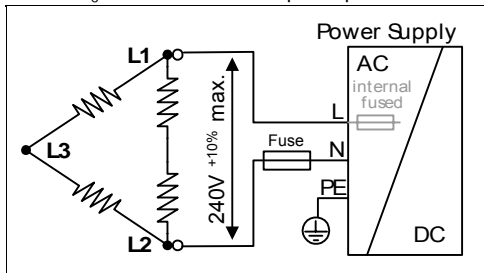 Power Supply
L1
AC
internal
fused
L
240V +10% max.
Fuse
N
L3
PE
L2
DC